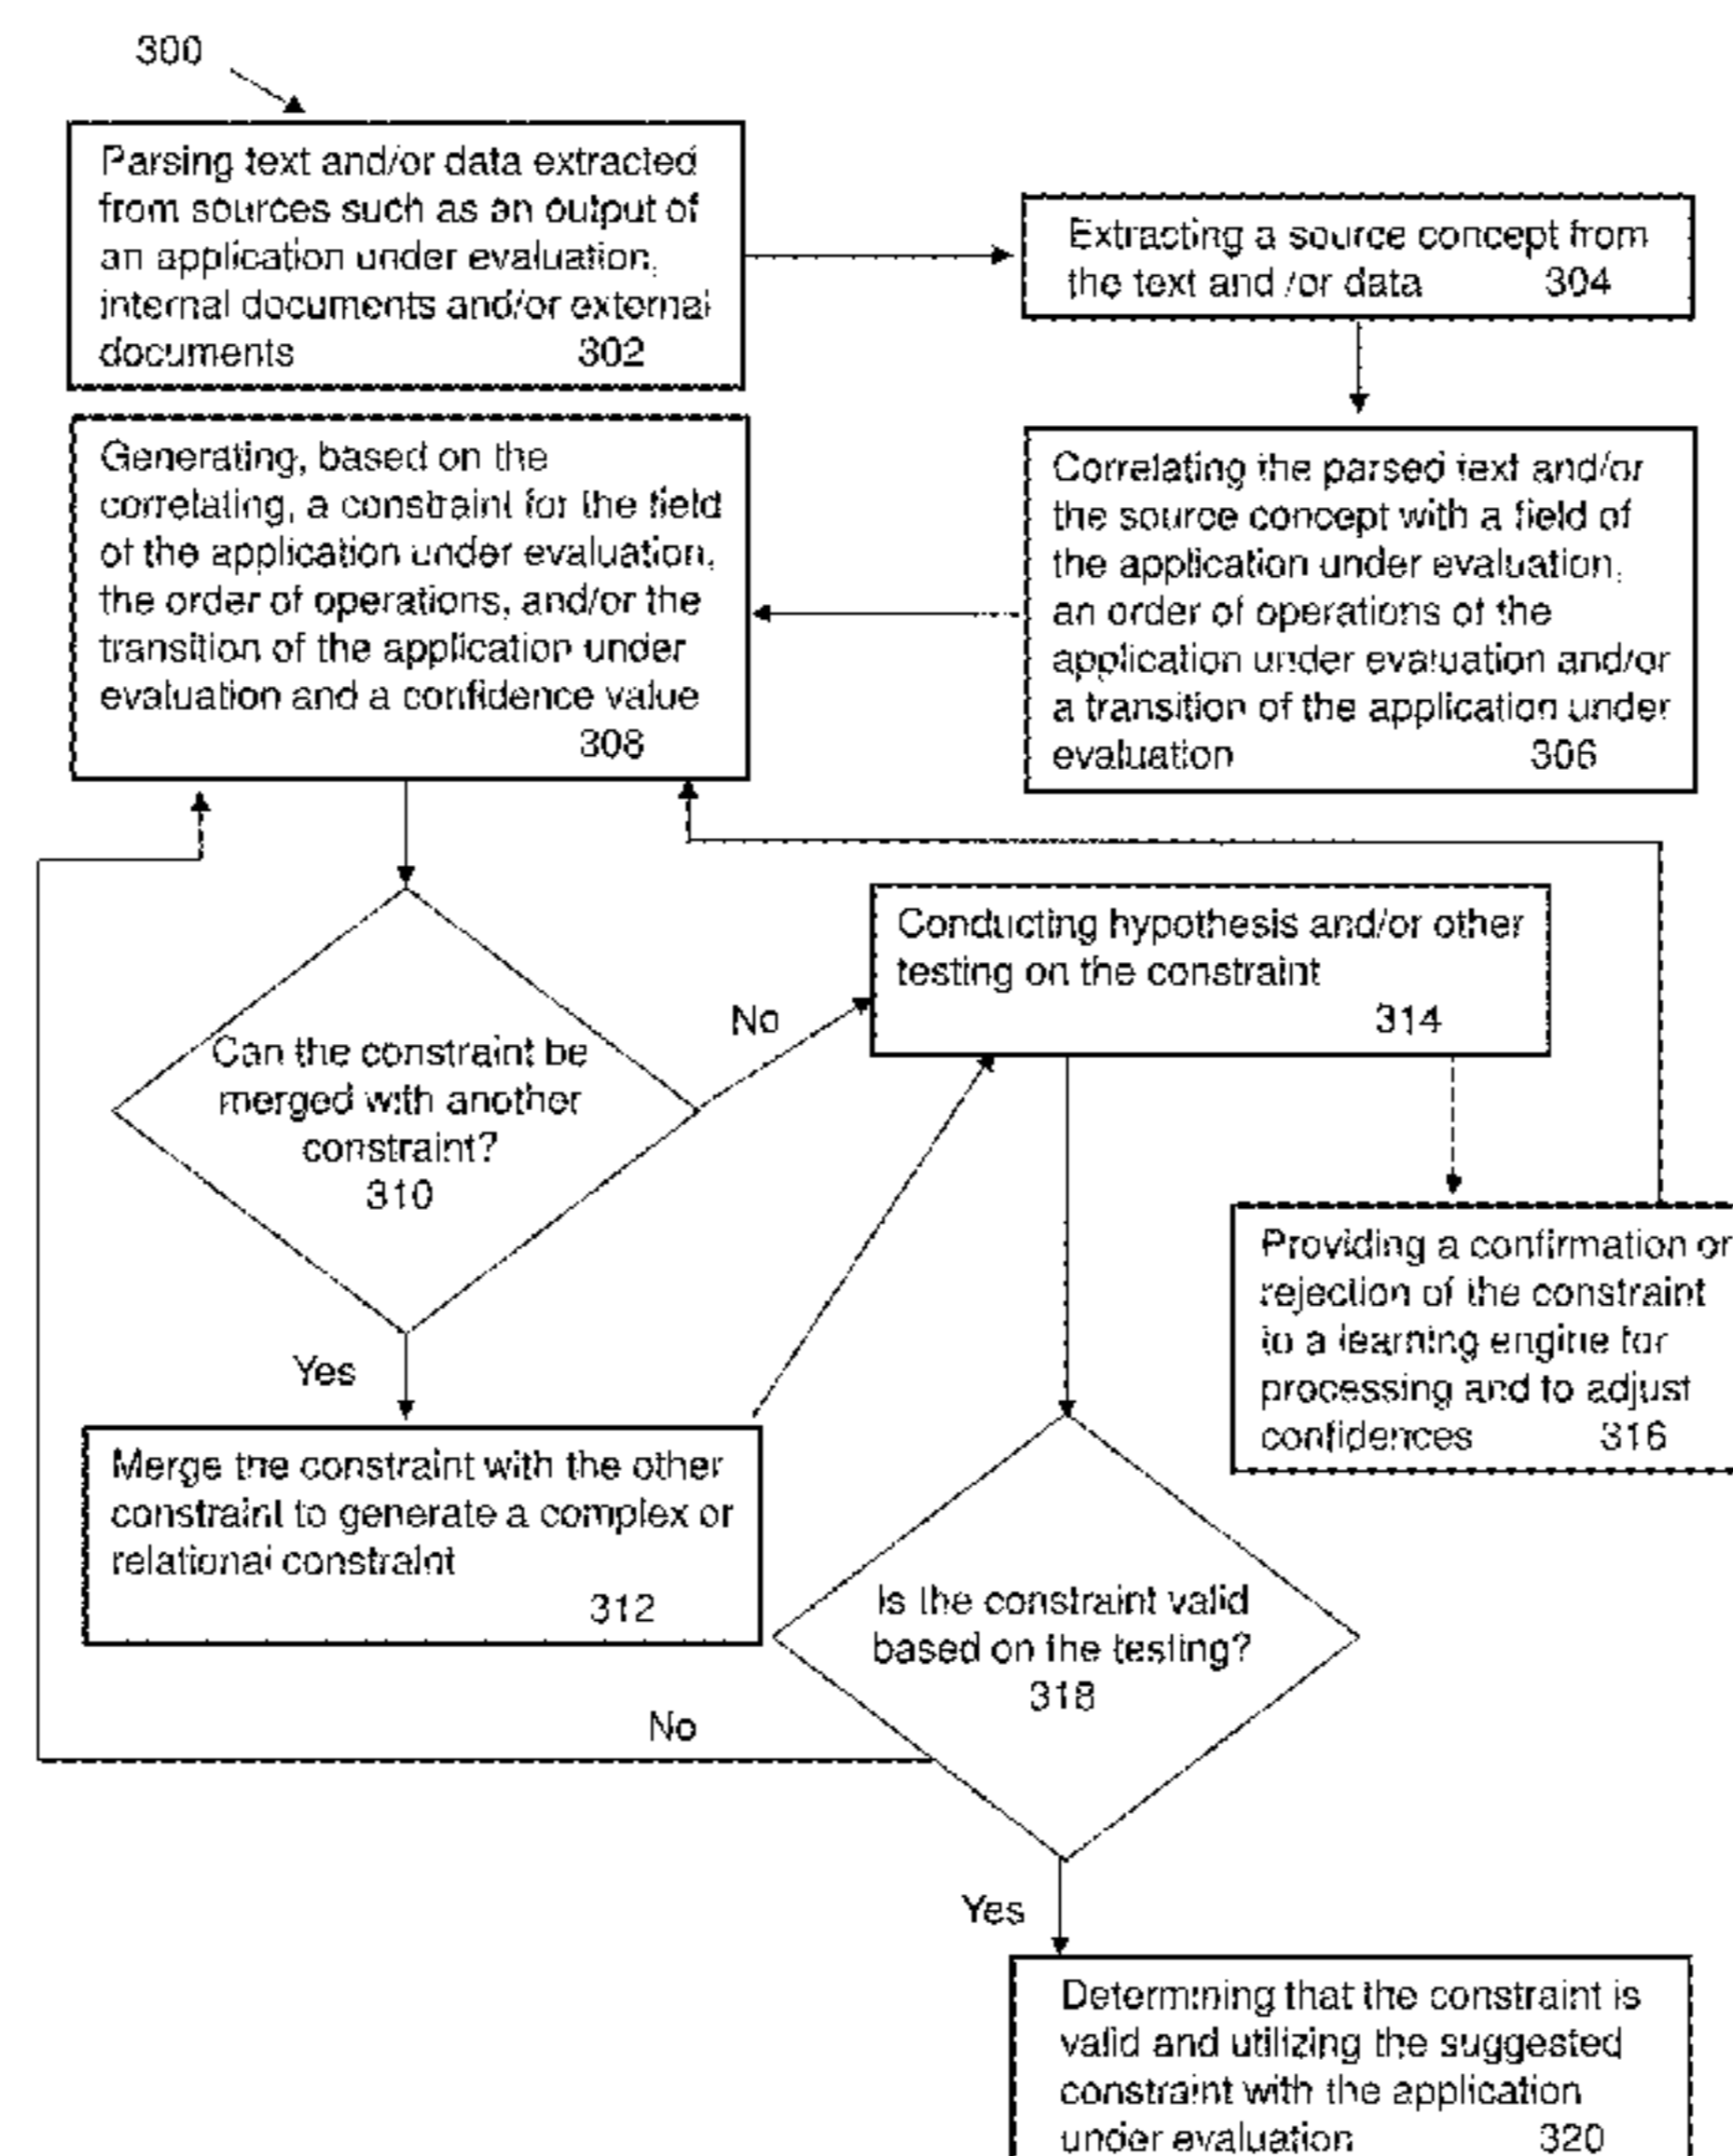 300
Parsing text and/or data extracted
from sources such as an output of
an application under evaluation,
internal documents and/or external
documents 302
Extracting a source concept from
the text and /or data 304
Correlating the parsed text and/or
the source concept with a field of
the application under evaluation,
an order of operations of the
application under evaluation and/or
a transition of the application under
evaluation 306
Generating, based on the
correlating, a constraint for the field
of the application under evaluation,
the order of operations, and/or the
transition of the application under
evaluation and a confidence value
308
Can the constraint be
merged with another
constraint?
310
No
Yes
Merge the constraint with the other
constraint to generate a complex or
relational constraint
312
Conducting hypothesis and/or other
testing on the constraint
314
Providing a confirmation or
rejection of the constraint
to a learning engine for
processing and to adjust
confidences 316
Is the constraint valid
based on the testing?
318
No
Yes
Determining that the constraint is
valid and utilizing the suggested
constraint with the application
under evaluation 320